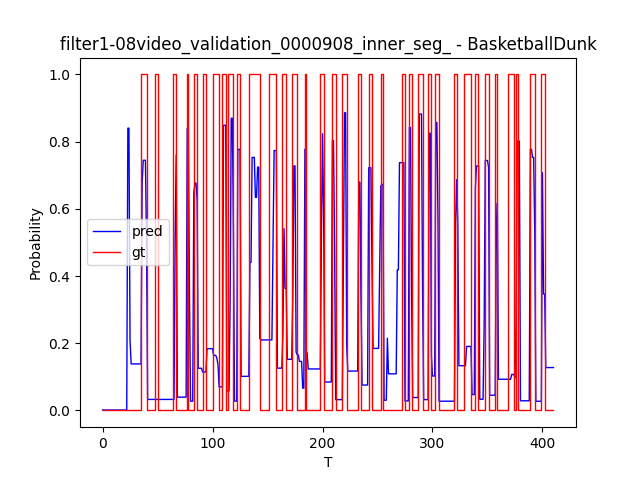 filter1-08video_validation_0000908_inner_seg_ - BasketballDunk
1.0
0.8
0.6
0.4
0.2
0.0
Probability
pred
gt
0
100
200
300
400
T